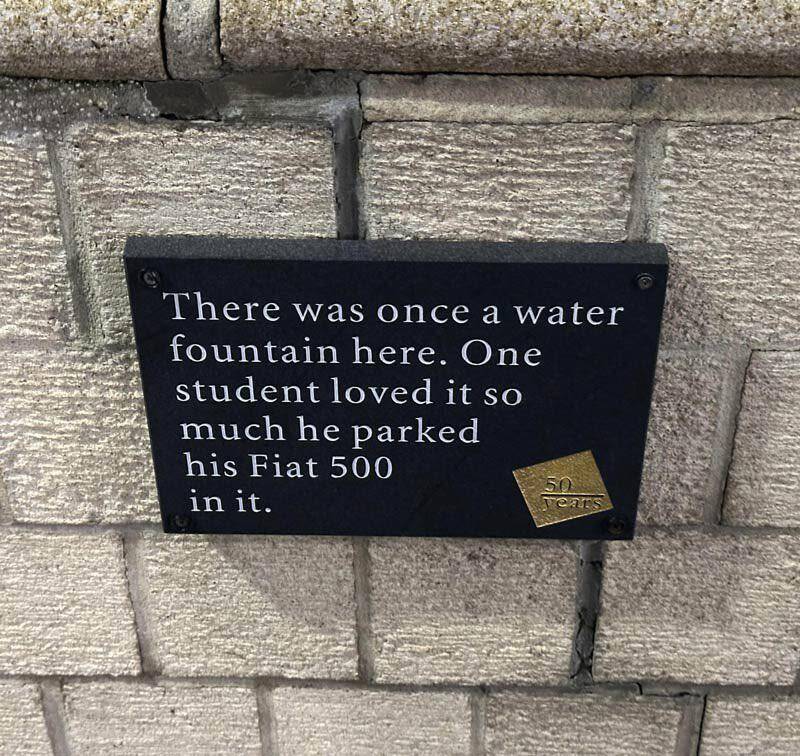 There was once a water
fountain here. One
student loved it so
much he parked
his Fiat 500
in it.
50
years